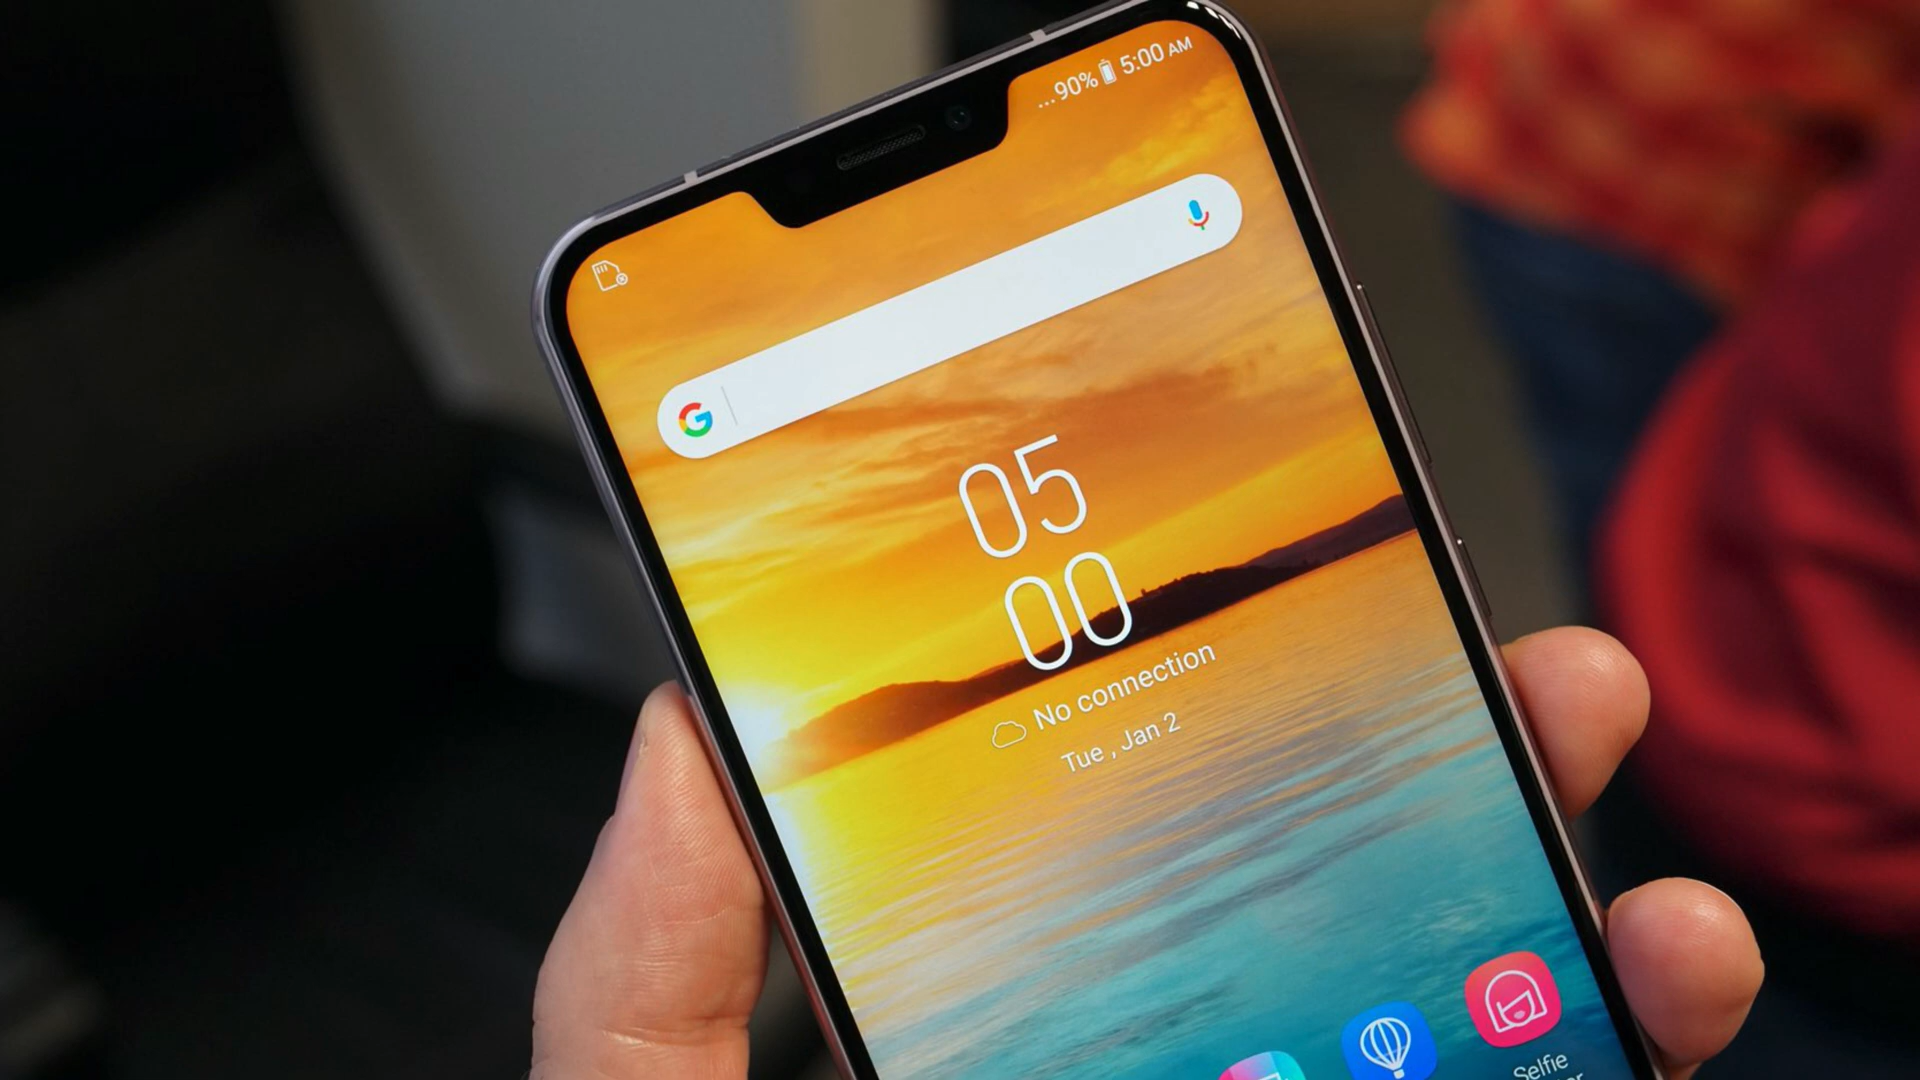 ...90% 5:00 AM
G
05
00
No connection
Tue , Jan 2
Selfie